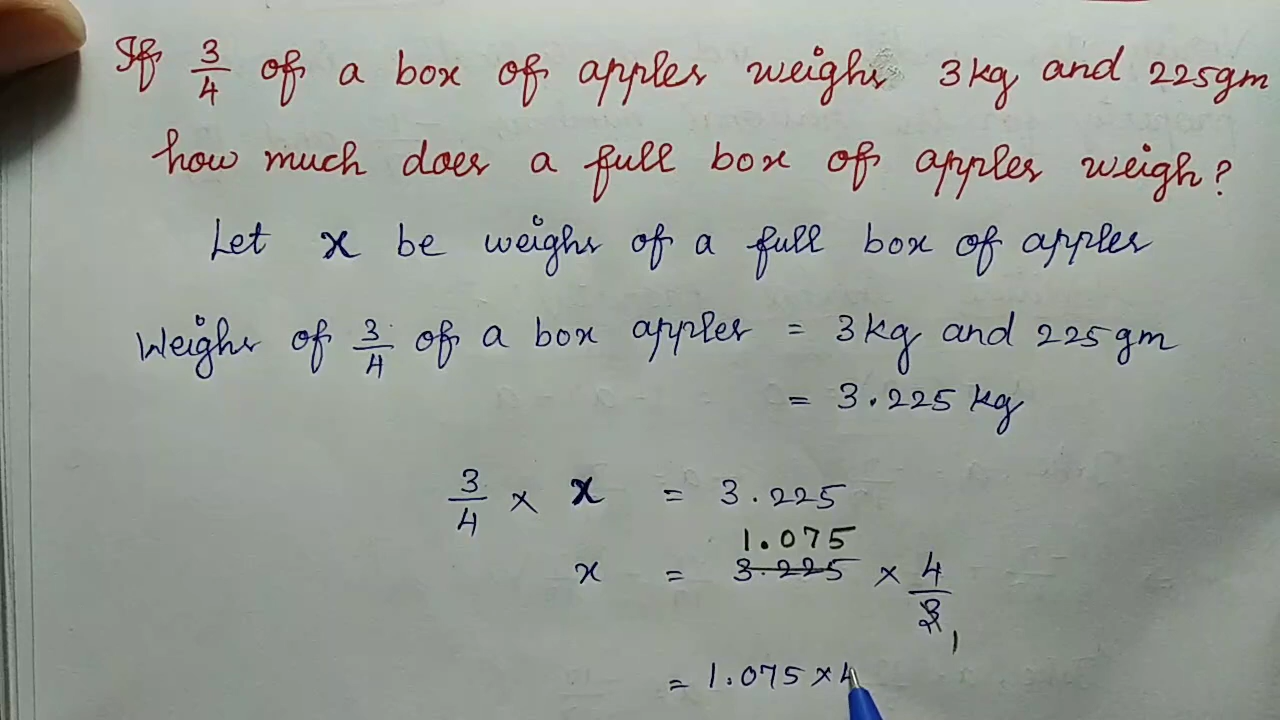 If 3/4 of a box of apples weighs 3kg and 225gm
how much does a full box of apples weigh?
Let x be weighs of a full box of apples
Weighs of 3/4 of a box apples = 3kg and 225gm
= 3.225 kg
3/4 × x = 3.225
1.075
x = 3.225 × 4/3 1
= 1.075 × 4